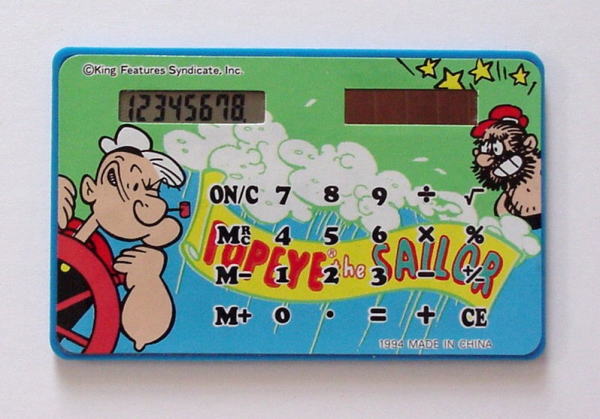 ©King Features Syndicate, Inc.
12345678.
ON/C 7 8 9 ÷ √
MRC 4 5 6 × %
POPEYE® the SAILOR
M− 1 2 3 − +/−
M+ 0 · = + CE
1994 MADE IN CHINA